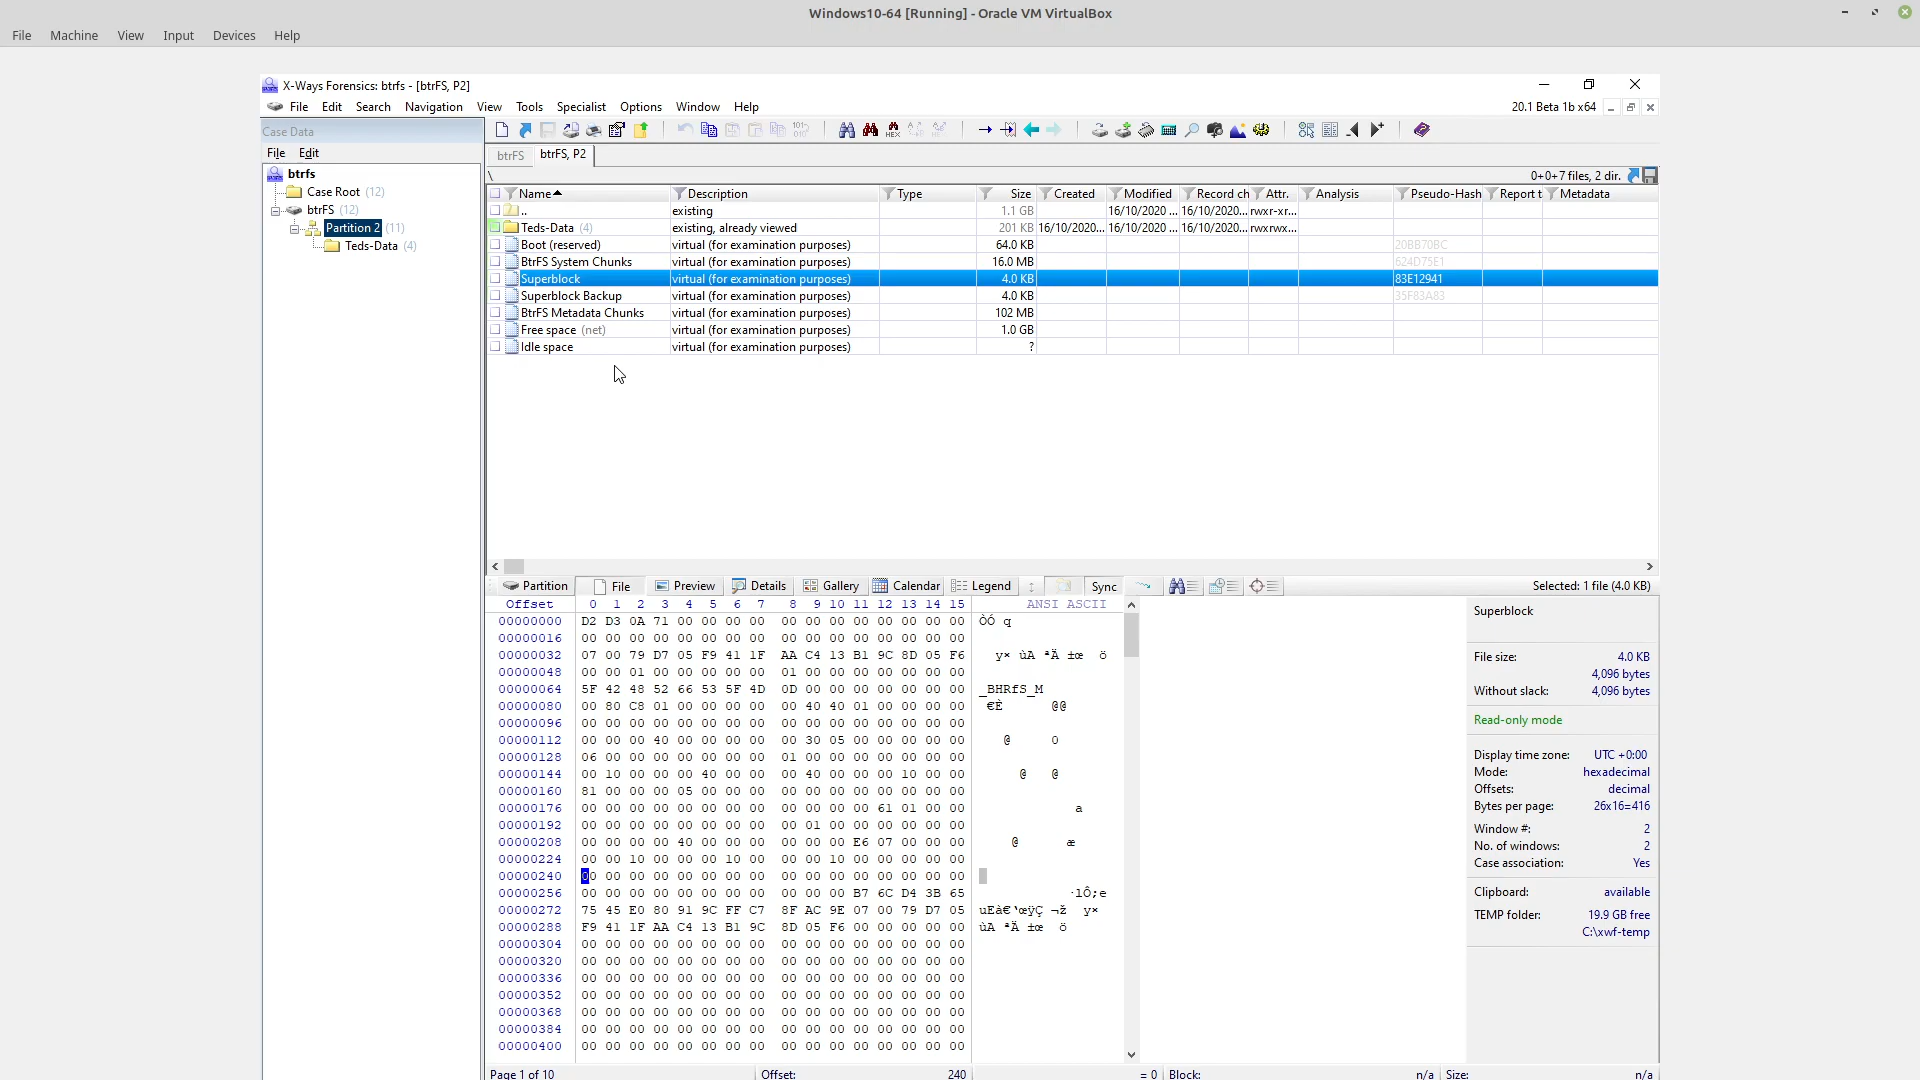 Windows10-64 [Running] - Oracle VM VirtualBox
File Machine View Input Devices Help
X-Ways Forensics: btrfs - [btrFS, P2]
File Edit Search Navigation View Tools Specialist Options Window Help 20.1 Beta 1b x64
Case Data
File Edit
btrfs
Case Root (12)
btrFS (12)
Partition 2 (11)
Teds-Data (4)
btrFS btrFS, P2
\ 0+0+7 files, 2 dir.
Name Description Type Size Created Modified Record ch Attr. Analysis Pseudo-Hash Report t Metadata
.. existing 1.1 GB 16/10/2020 ... 16/10/2020... rwxr-xr...
Teds-Data (4) existing, already viewed 201 KB 16/10/2020... 16/10/2020 ... 16/10/2020... rwxrwx...
Boot (reserved) virtual (for examination purposes) 64.0 KB 20BB70BC
BtrFS System Chunks virtual (for examination purposes) 16.0 MB 624D75E1
Superblock virtual (for examination purposes) 4.0 KB 83E12941
Superblock Backup virtual (for examination purposes) 4.0 KB 35F83A83
BtrFS Metadata Chunks virtual (for examination purposes) 102 MB
Free space (net) virtual (for examination purposes) 1.0 GB
Idle space virtual (for examination purposes) ?
Partition File Preview Details Gallery Calendar Legend Sync Selected: 1 file (4.0 KB)
Offset 0 1 2 3 4 5 6 7 8 9 10 11 12 13 14 15 ANSI ASCII
00000000 D2 D3 0A 71 00 00 00 00 00 00 00 00 00 00 00 00 ÒÓ q
00000016 00 00 00 00 00 00 00 00 00 00 00 00 00 00 00 00
00000032 07 00 79 D7 05 F9 41 1F AA C4 13 B1 9C 8D 05 F6 y× ùA ªÄ ±œ ö
00000048 00 00 01 00 00 00 00 00 01 00 00 00 00 00 00 00
00000064 5F 42 48 52 66 53 5F 4D 0D 00 00 00 00 00 00 00 _BHRfS_M
00000080 00 80 C8 01 00 00 00 00 00 40 40 01 00 00 00 00 €È @@
00000096 00 00 00 00 00 00 00 00 00 00 00 00 00 00 00 00
00000112 00 00 00 40 00 00 00 00 00 30 05 00 00 00 00 00 @ 0
00000128 06 00 00 00 00 00 00 00 01 00 00 00 00 00 00 00
00000144 00 10 00 00 00 40 00 00 00 40 00 00 00 10 00 00 @ @
00000160 81 00 00 00 05 00 00 00 00 00 00 00 00 00 00 00
00000176 00 00 00 00 00 00 00 00 00 00 00 00 61 01 00 00 a
00000192 00 00 00 00 00 00 00 00 00 01 00 00 00 00 00 00
00000208 00 00 00 00 40 00 00 00 00 00 00 E6 07 00 00 00 @ æ
00000224 00 00 10 00 00 00 10 00 00 00 10 00 00 00 00 00
00000240 00 00 00 00 00 00 00 00 00 00 00 00 00 00 00 00
00000256 00 00 00 00 00 00 00 00 00 00 00 B7 6C D4 3B 65 ·lÔ;e
00000272 75 45 E0 80 91 9C FF C7 8F AC 9E 07 00 79 D7 05 uEà€‘œÿÇ ¬ž y×
00000288 F9 41 1F AA C4 13 B1 9C 8D 05 F6 00 00 00 00 00 ùA ªÄ ±œ ö
00000304 00 00 00 00 00 00 00 00 00 00 00 00 00 00 00 00
00000320 00 00 00 00 00 00 00 00 00 00 00 00 00 00 00 00
00000336 00 00 00 00 00 00 00 00 00 00 00 00 00 00 00 00
00000352 00 00 00 00 00 00 00 00 00 00 00 00 00 00 00 00
00000368 00 00 00 00 00 00 00 00 00 00 00 00 00 00 00 00
00000384 00 00 00 00 00 00 00 00 00 00 00 00 00 00 00 00
00000400 00 00 00 00 00 00 00 00 00 00 00 00 00 00 00 00
Superblock
File size: 4.0 KB
4,096 bytes
Without slack: 4,096 bytes
Read-only mode
Display time zone: UTC +0:00
Mode: hexadecimal
Offsets: decimal
Bytes per page: 26x16=416
Window #: 2
No. of windows: 2
Case association: Yes
Clipboard: available
TEMP folder: 19.9 GB free
C:\xwf-temp
Page 1 of 10 Offset: 240 = 0 Block: n/a Size: n/a